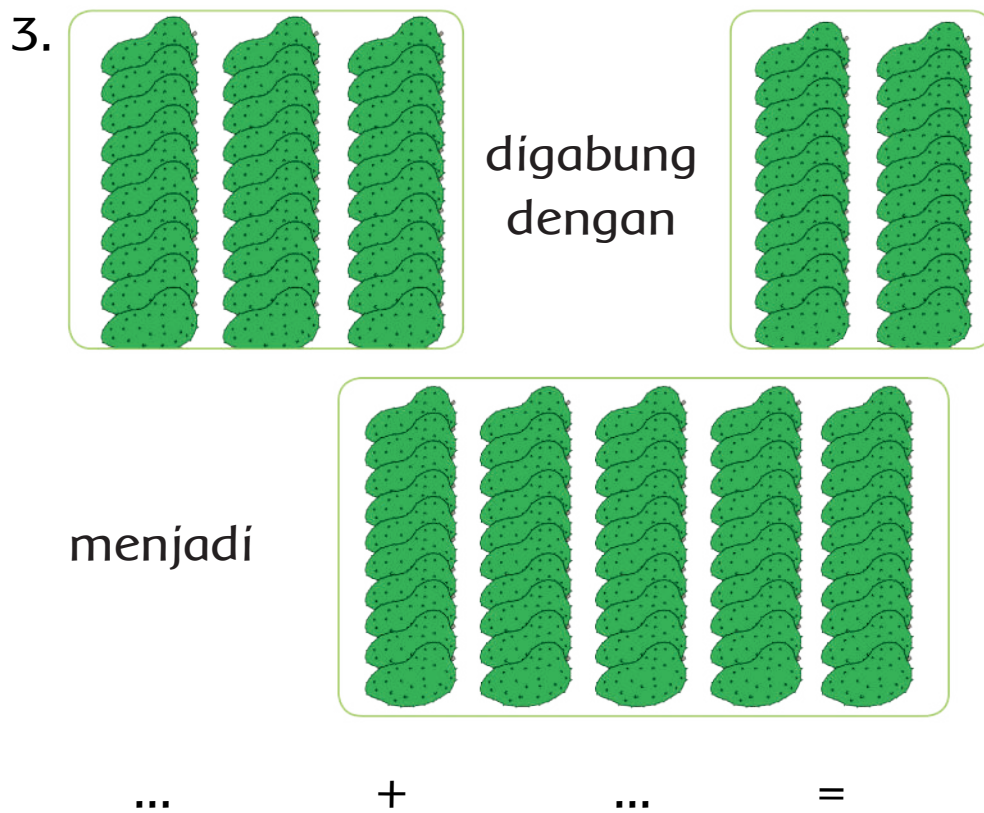 3.
digabung
dengan
menjadi
... + ... =